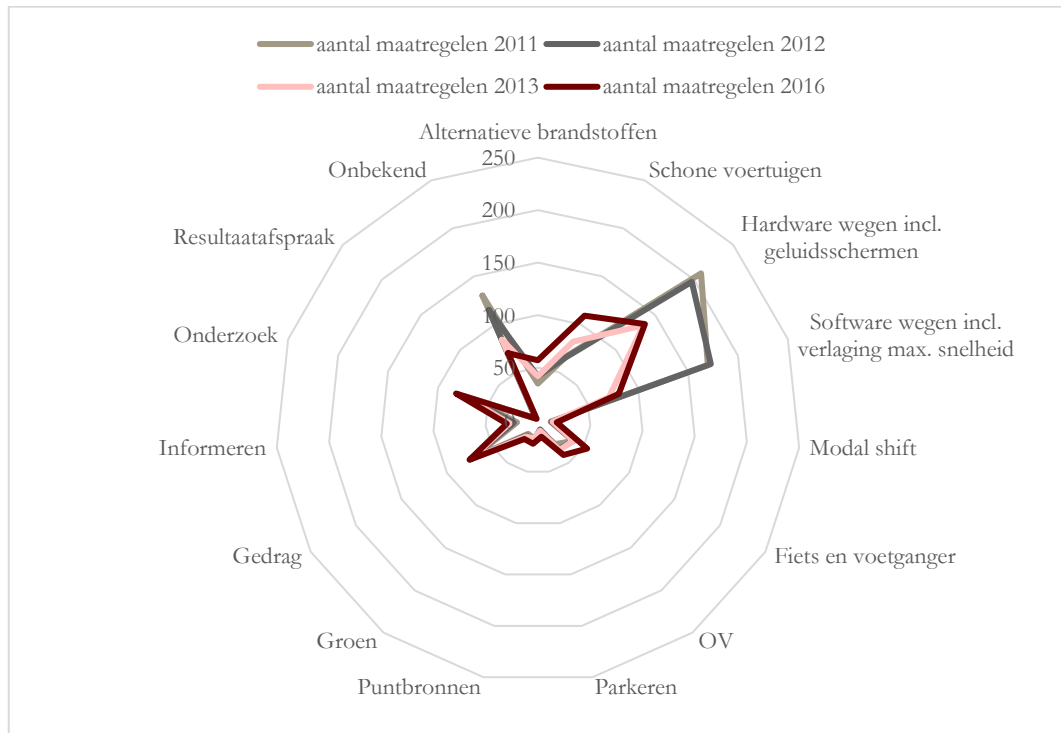 aantal maatregelen 2011 aantal maatregelen 2012
aantal maatregelen 2013 aantal maatregelen 2016
Alternatieve brandstoffen
250
Onbekend
Schone voertuigen
200
Hardware wegen incl.
geluidsschermen
Resultaatafspraak
150
100
Software wegen incl.
verlaging max. snelheid
Onderzoek
50
Informeren
Modal shift
Gedrag
Fiets en voetganger
Groen
OV
Puntbronnen
Parkeren